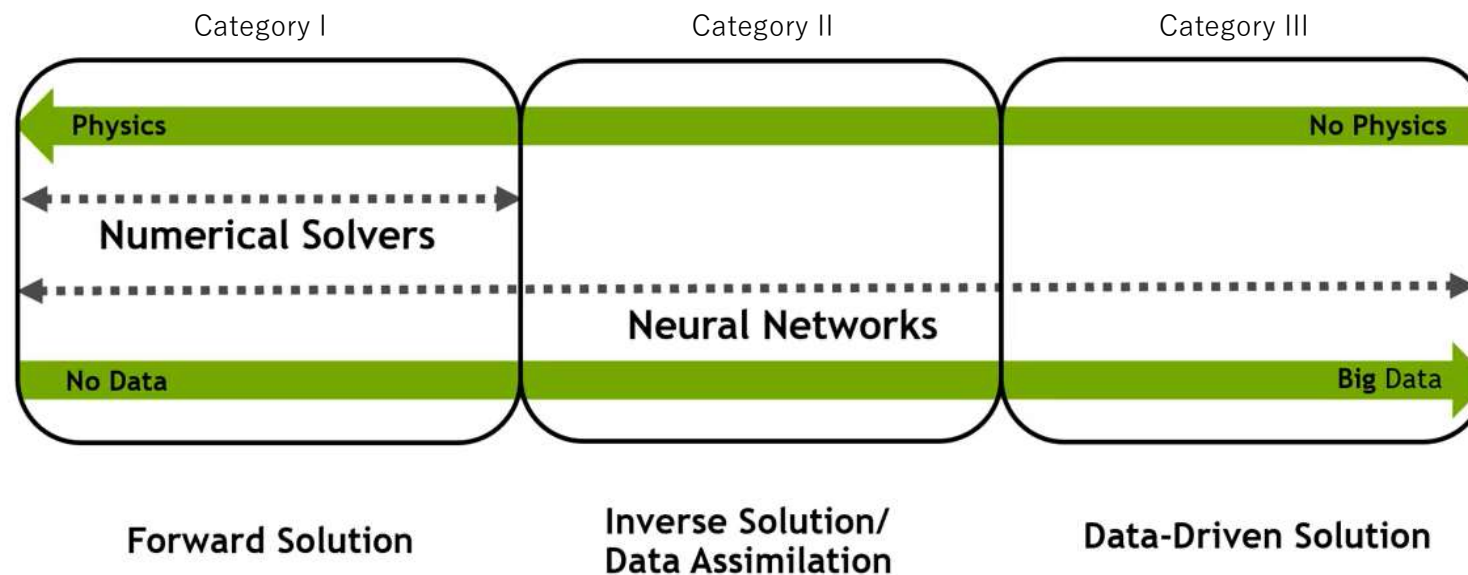 Category I
Category II
Category III
Physics
No Physics
Numerical Solvers
Neural Networks
No Data
Big Data
Forward Solution
Inverse Solution/
Data Assimilation
Data-Driven Solution